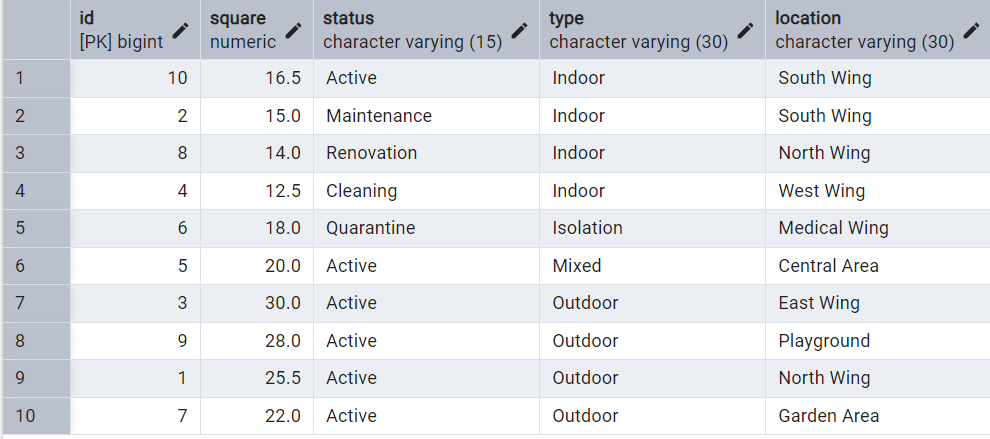 id square status type location
[PK] bigint numeric character varying (15) character varying (30) character varying (30)
1 10 16.5 Active Indoor South Wing
2 2 15.0 Maintenance Indoor South Wing
3 8 14.0 Renovation Indoor North Wing
4 4 12.5 Cleaning Indoor West Wing
5 6 18.0 Quarantine Isolation Medical Wing
6 5 20.0 Active Mixed Central Area
7 3 30.0 Active Outdoor East Wing
8 9 28.0 Active Outdoor Playground
9 1 25.5 Active Outdoor North Wing
10 7 22.0 Active Outdoor Garden Area